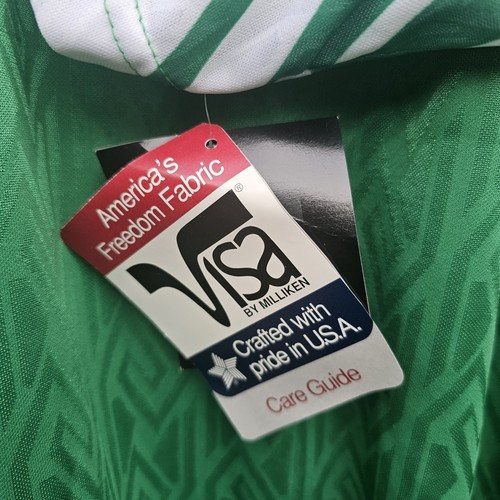 America's
Freedom Fabric
Visa®
BY MILLIKEN
Crafted with
pride in U.S.A.
Care Guide